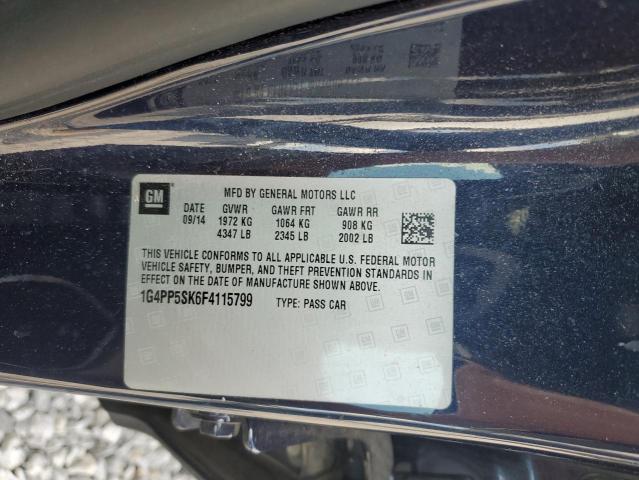 GM
MFD BY GENERAL MOTORS LLC
DATE GVWR GAWR FRT GAWR RR
09/14 1972 KG 1064 KG 908 KG
4347 LB 2345 LB 2002 LB
THIS VEHICLE CONFORMS TO ALL APPLICABLE U.S. FEDERAL MOTOR
VEHICLE SAFETY, BUMPER, AND THEFT PREVENTION STANDARDS
IN EFFECT ON THE DATE OF MANUFACTURE SHOWN ABOVE.
1G4PP5SK6F4115799 TYPE: PASS CAR